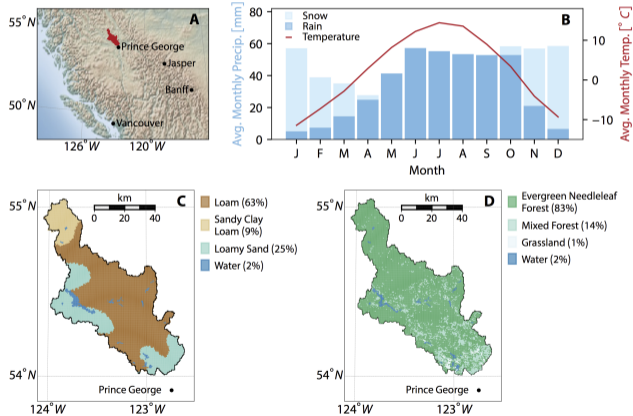 55°N
50°N
126°W
120°W
A
Prince George
Jasper
Banff
Vancouver
Avg. Monthly Precip. [mm]
80
60
40
20
0
Snow
Rain
Temperature
B
J F M A M J J A S O N D
Month
10
0
−10
Avg. Monthly Temp. [° C]
55°N
54°N
124°W
123°W
km
0 20 40
C
Loam (63%)
Sandy Clay
Loam (9%)
Loamy Sand (25%)
Water (2%)
Prince George
55°N
54°N
124°W
123°W
km
0 20 40
D
Evergreen Needleleaf
Forest (83%)
Mixed Forest (14%)
Grassland (1%)
Water (2%)
Prince George